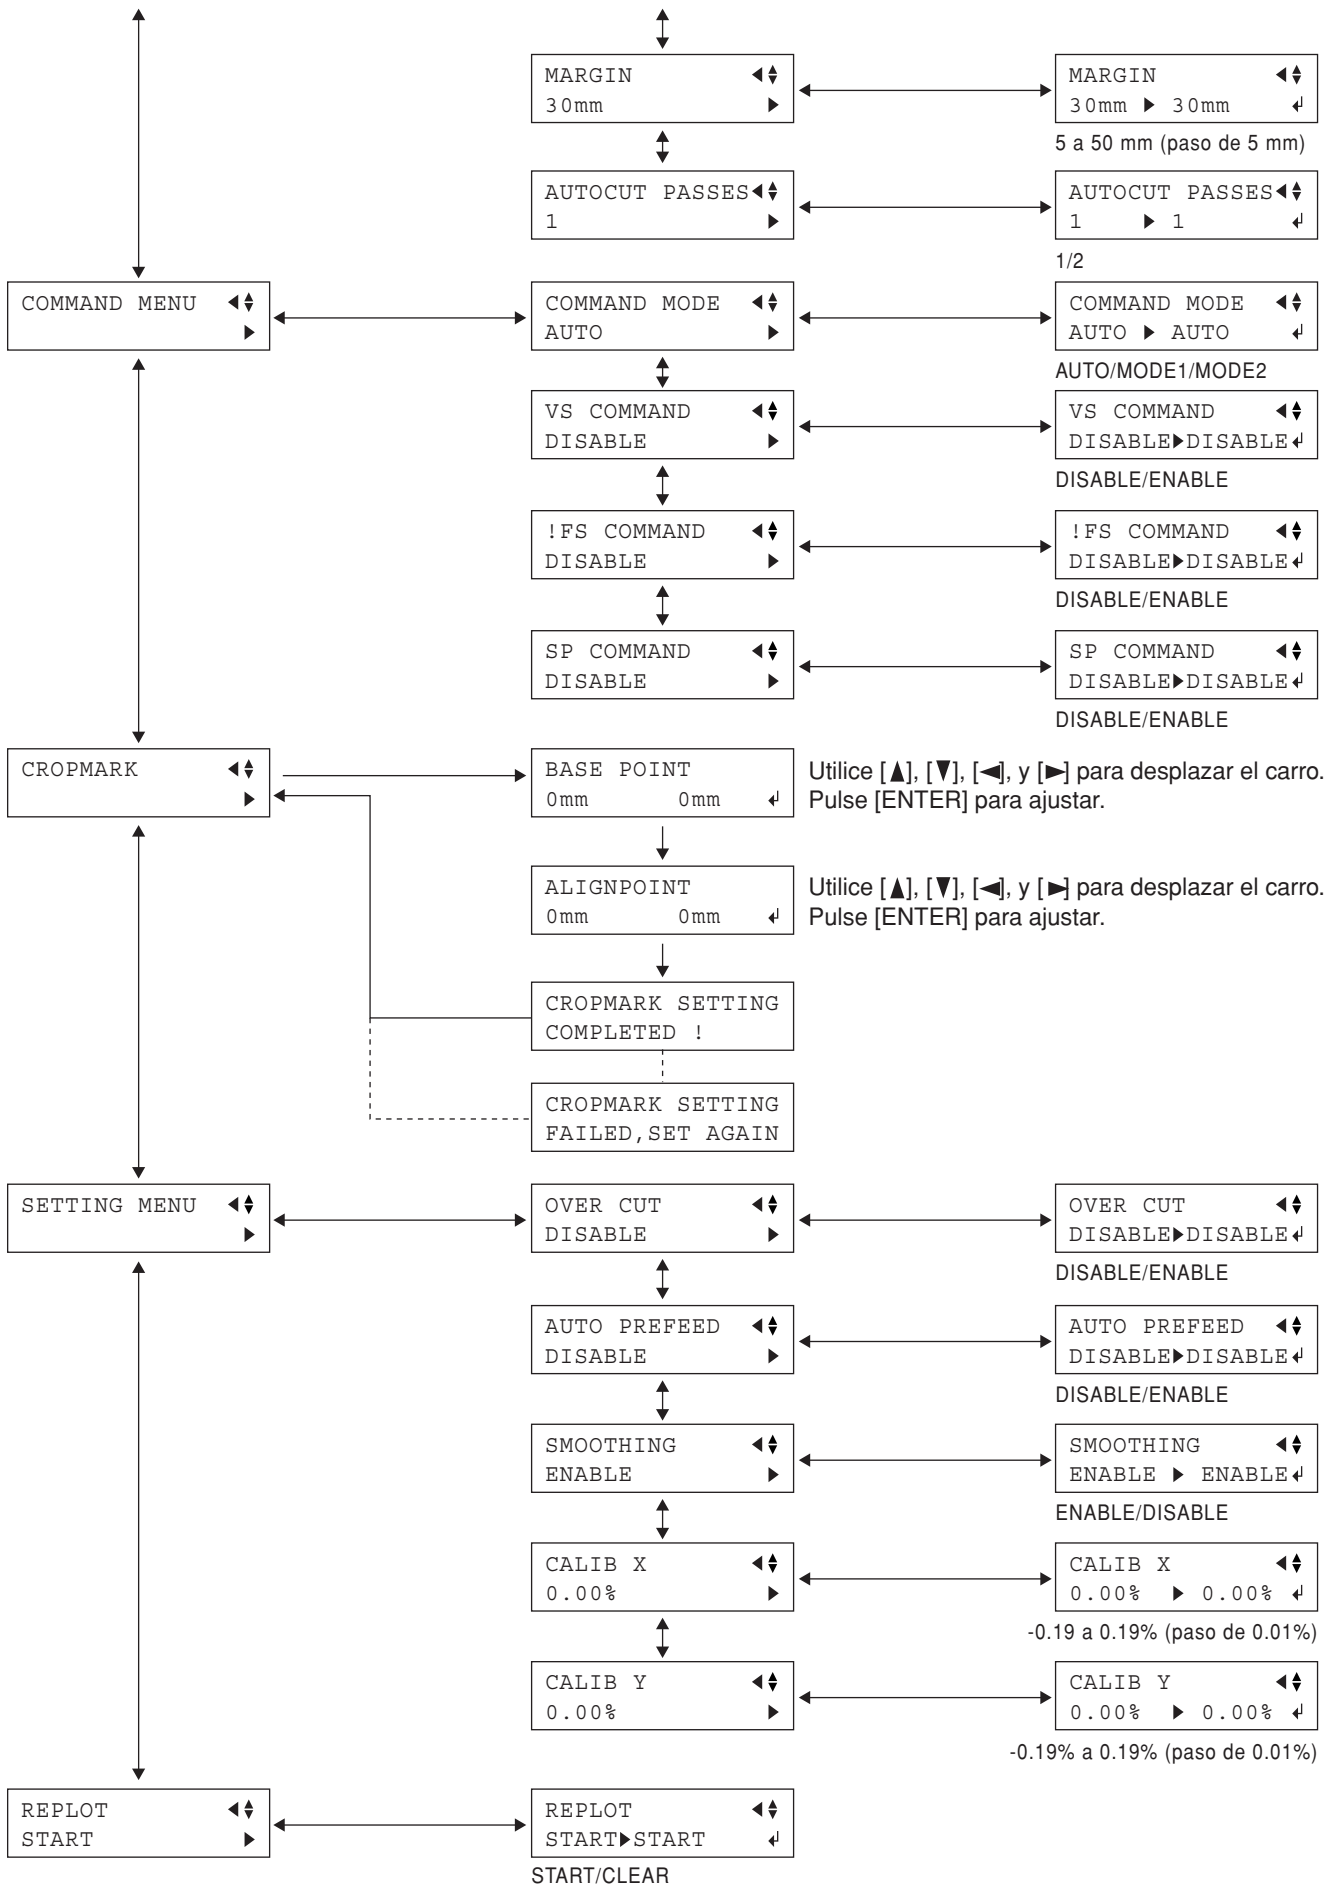 MARGIN ◀♦
30mm ▶
MARGIN ◀♦
30mm ▶ 30mm ↵
5 a 50 mm (paso de 5 mm)
AUTOCUT PASSES◀♦
1 ▶
AUTOCUT PASSES◀♦
1 ▶ 1 ↵
1/2
COMMAND MENU ◀♦
▶
COMMAND MODE ◀♦
AUTO ▶
COMMAND MODE ◀♦
AUTO ▶ AUTO ↵
AUTO/MODE1/MODE2
VS COMMAND ◀♦
DISABLE ▶
VS COMMAND ◀♦
DISABLE▶DISABLE↵
DISABLE/ENABLE
!FS COMMAND ◀♦
DISABLE ▶
!FS COMMAND ◀♦
DISABLE▶DISABLE↵
DISABLE/ENABLE
SP COMMAND ◀♦
DISABLE ▶
SP COMMAND ◀♦
DISABLE▶DISABLE↵
DISABLE/ENABLE
CROPMARK ◀♦
▶
BASE POINT
0mm 0mm ↵
Utilice [▲], [▼], [◄], y [►] para desplazar el carro.
Pulse [ENTER] para ajustar.
ALIGNPOINT
0mm 0mm ↵
Utilice [▲], [▼], [◄], y [►] para desplazar el carro.
Pulse [ENTER] para ajustar.
CROPMARK SETTING
COMPLETED !
CROPMARK SETTING
FAILED,SET AGAIN
SETTING MENU ◀♦
▶
OVER CUT ◀♦
DISABLE ▶
OVER CUT ◀♦
DISABLE▶DISABLE↵
DISABLE/ENABLE
AUTO PREFEED ◀♦
DISABLE ▶
AUTO PREFEED ◀♦
DISABLE▶DISABLE↵
DISABLE/ENABLE
SMOOTHING ◀♦
ENABLE ▶
SMOOTHING ◀♦
ENABLE ▶ ENABLE↵
ENABLE/DISABLE
CALIB X ◀♦
0.00% ▶
CALIB X ◀♦
0.00% ▶ 0.00% ↵
-0.19 a 0.19% (paso de 0.01%)
CALIB Y ◀♦
0.00% ▶
CALIB Y ◀♦
0.00% ▶ 0.00% ↵
-0.19% a 0.19% (paso de 0.01%)
REPLOT ◀♦
START ▶
REPLOT ◀♦
START▶START ↵
START/CLEAR